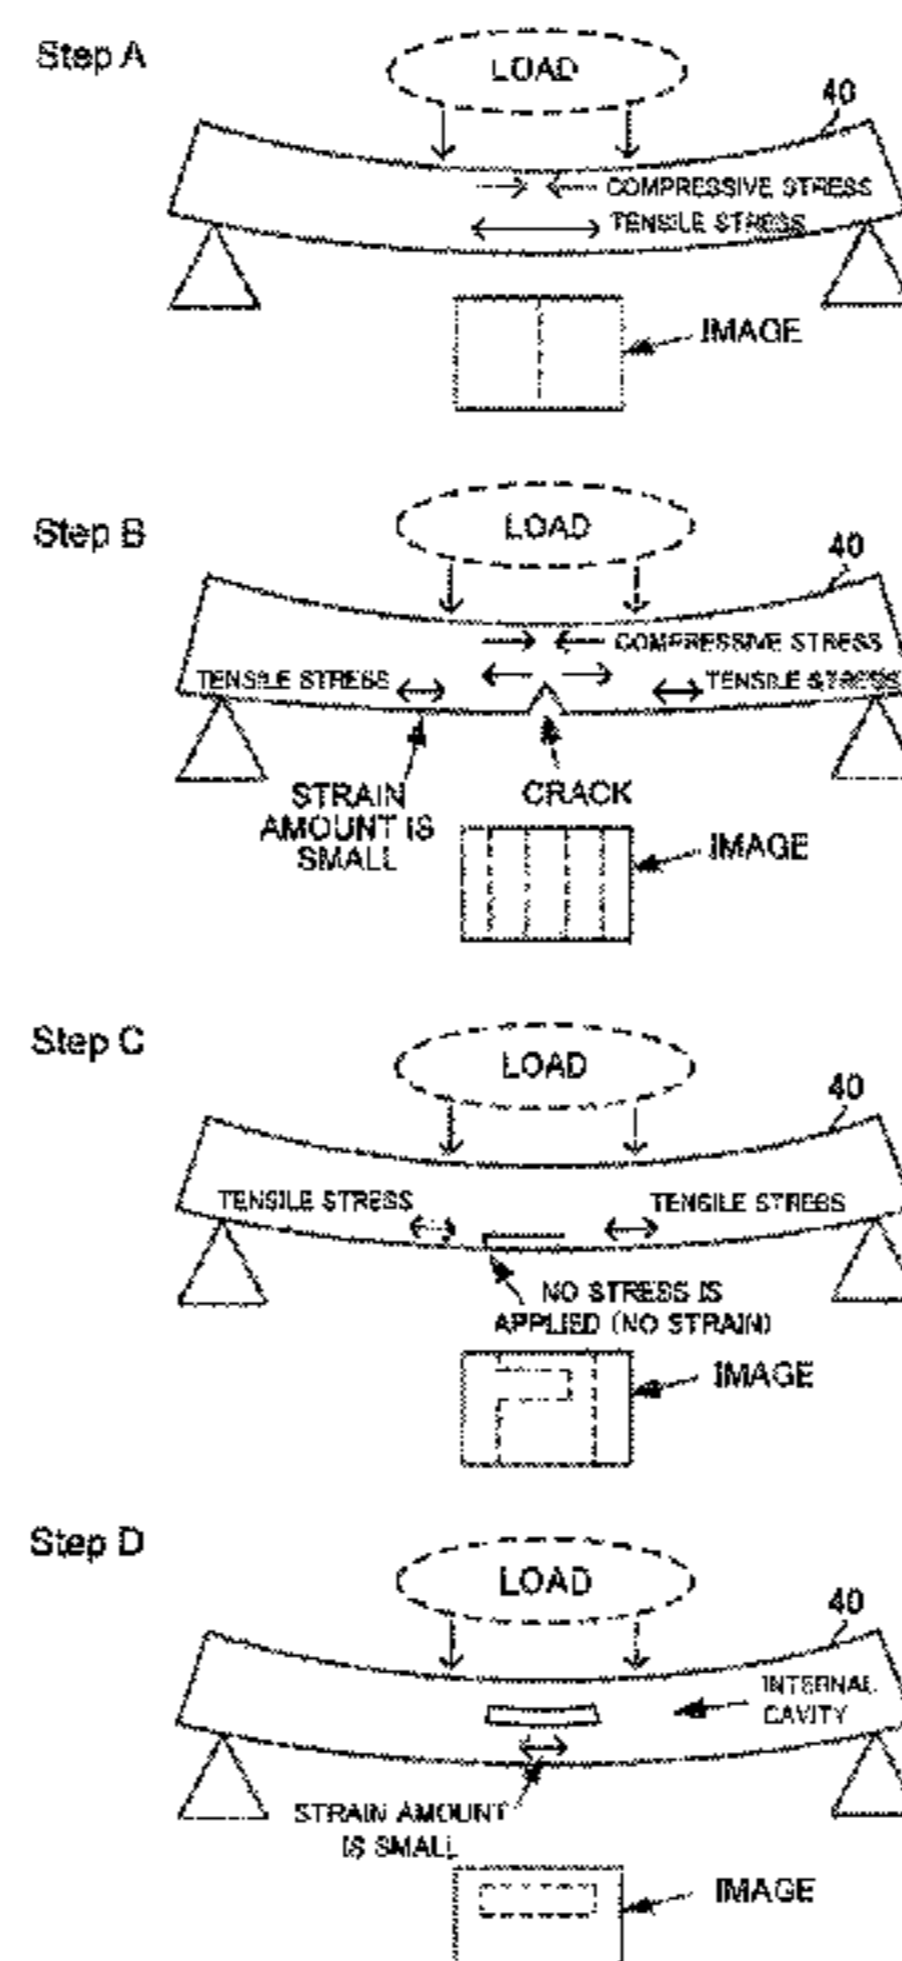 Step A
LOAD
40
COMPRESSIVE STRESS
TENSILE STRESS
IMAGE
Step B
LOAD
40
COMPRESSIVE STRESS
TENSILE STRESS
TENSILE STRESS
STRAIN
AMOUNT IS
SMALL
CRACK
IMAGE
Step C
LOAD
40
TENSILE STRESS
TENSILE STRESS
NO STRESS IS
APPLIED (NO STRAIN)
IMAGE
Step D
LOAD
40
INTERNAL
CAVITY
STRAIN AMOUNT
IS SMALL
IMAGE